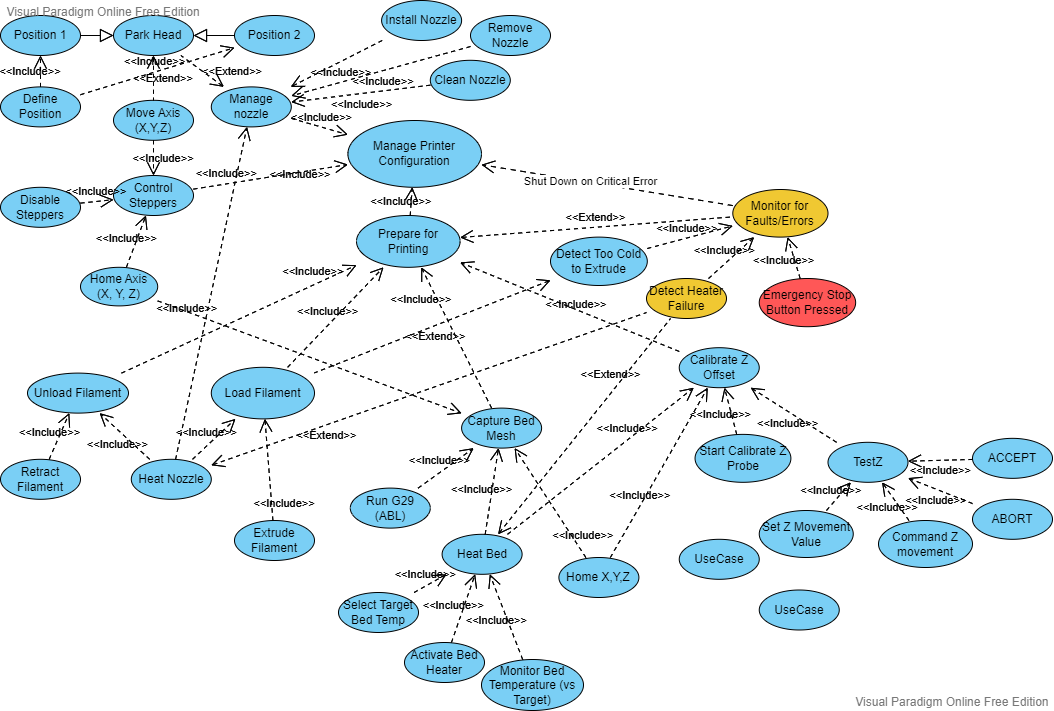 Visual Paradigm Online Free Edition
Position 1
Park Head
Position 2
Install Nozzle
Remove
Nozzle
Clean Nozzle
<<Include>>
<<Include>>
<<Extend>>
<<Extend>>
<<Include>>
<<Include>>
<<Include>>
<<Include>>
Define
Position
Move Axis
(X,Y,Z)
Manage
nozzle
Manage Printer
Configuration
<<Include>>
<<Include>>
<<Include>>
<<Include>>
Shut Down on Critical Error
Disable
Steppers
Control
Steppers
<<Include>>
<<Include>>
Prepare for
Printing
<<Extend>>
Monitor for
Faults/Errors
<<Include>>
<<Include>>
<<Include>>
Detect Too Cold
to Extrude
Home Axis
(X, Y, Z)
<<Include>>
<<Include>>
<<Include>>
<<Include>>
<<Include>>
Detect Heater
Failure
Emergency Stop
Button Pressed
<<Extend>>
<<Extend>>
Calibrate Z
Offset
Unload Filament
Load Filament
Capture Bed
Mesh
<<Include>>
<<Include>>
<<Include>>
<<Include>>
<<Include>>
<<Include>>
<<Extend>>
Retract
Filament
Heat Nozzle
<<Include>>
Start Calibrate Z
Probe
TestZ
ACCEPT
<<Include>>
<<Include>>
<<Include>>
<<Include>>
<<Include>>
<<Include>>
<<Include>>
Run G29
(ABL)
ABORT
Extrude
Filament
Set Z Movement
Value
Command Z
movement
<<Include>>
Heat Bed
Home X,Y,Z
UseCase
UseCase
<<Include>>
<<Include>>
<<Include>>
Select Target
Bed Temp
Activate Bed
Heater
Monitor Bed
Temperature (vs
Target)
Visual Paradigm Online Free Edition